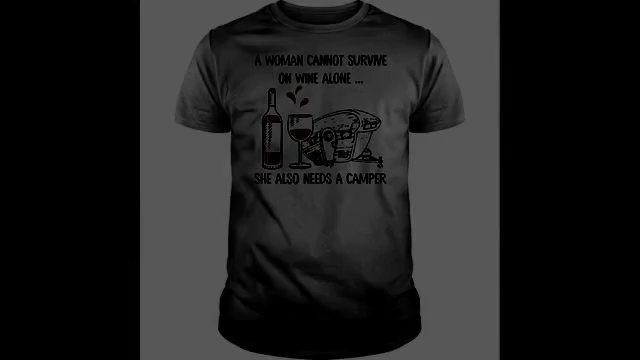 A WOMAN CANNOT SURVIVE
ON WINE ALONE ...
SHE ALSO NEEDS A CAMPER